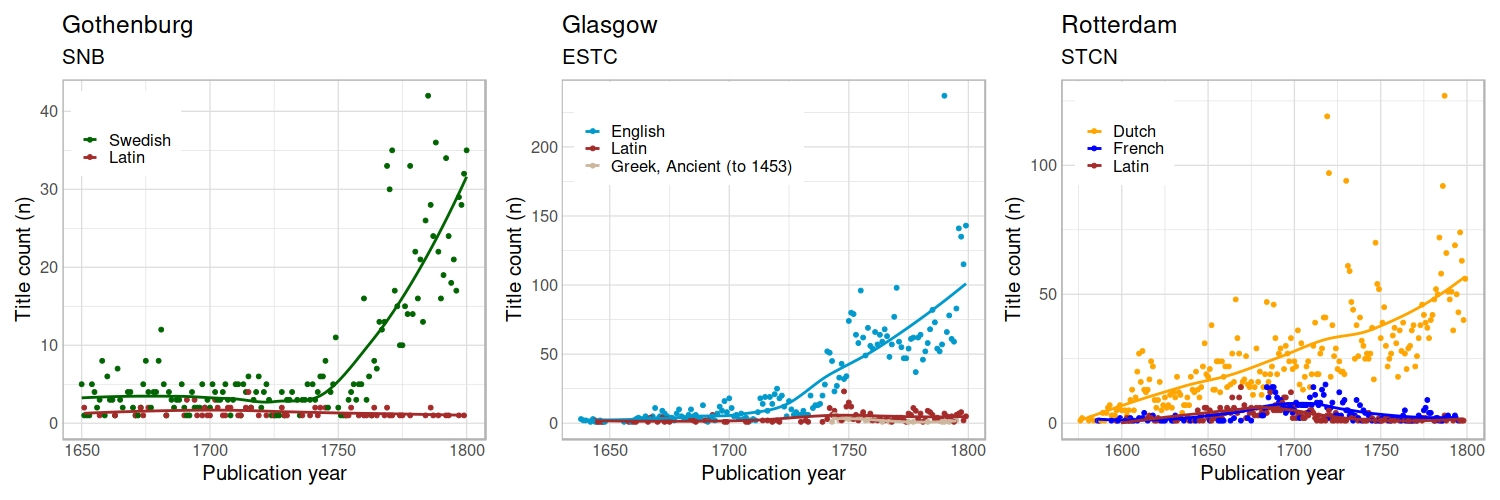 Gothenburg
SNB
Title count (n)
40
30
20
10
0
Swedish
Latin
1650
1700
1750
1800
Publication year
Glasgow
ESTC
Title count (n)
200
150
100
50
0
English
Latin
Greek, Ancient (to 1453)
1650
1700
1750
1800
Publication year
Rotterdam
STCN
Title count (n)
100
50
0
Dutch
French
Latin
1600
1650
1700
1750
1800
Publication year